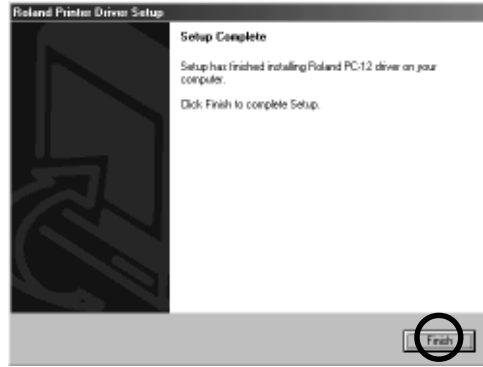 Roland Printer Driver Setup
Setup Complete
Setup has finished installing Roland PC-12 driver on your
computer.
Click Finish to complete Setup.
Finish